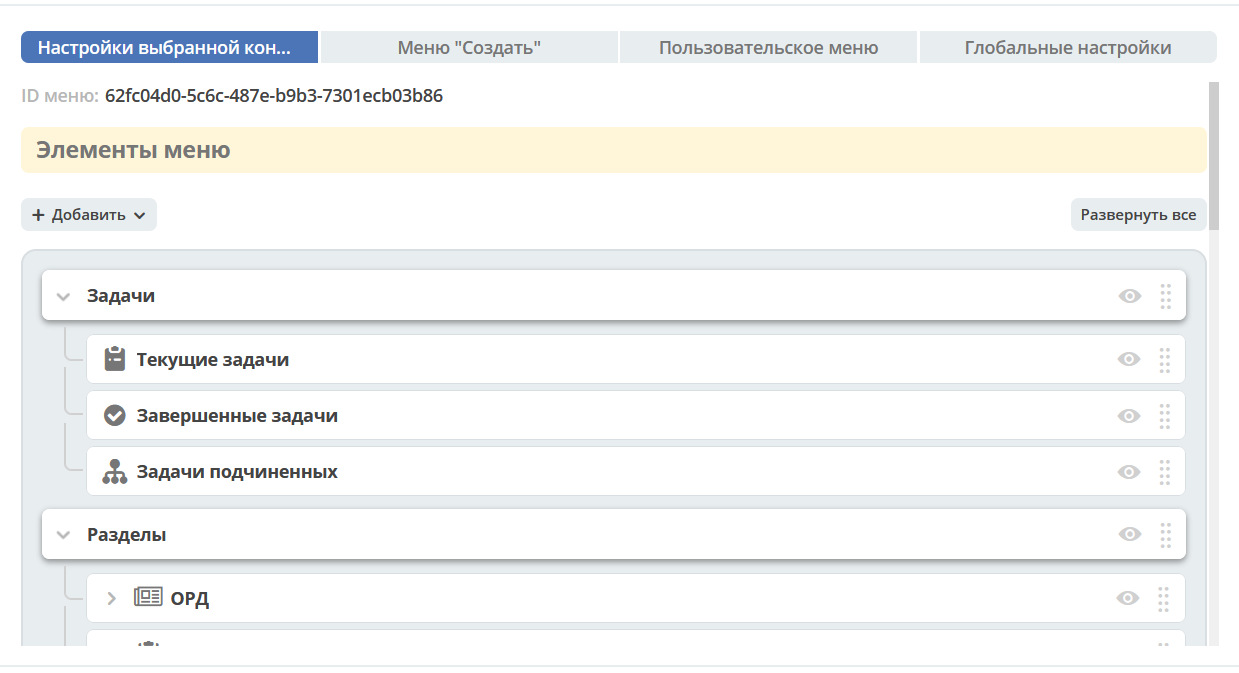 Настройки выбранной кон...
Меню "Создать"
Пользовательское меню
Глобальные настройки
ID меню: 62fc04d0-5c6c-487e-b9b3-7301ecb03b86
Элементы меню
+ Добавить
Развернуть все
Задачи
Текущие задачи
Завершенные задачи
Задачи подчиненных
Разделы
ОРД